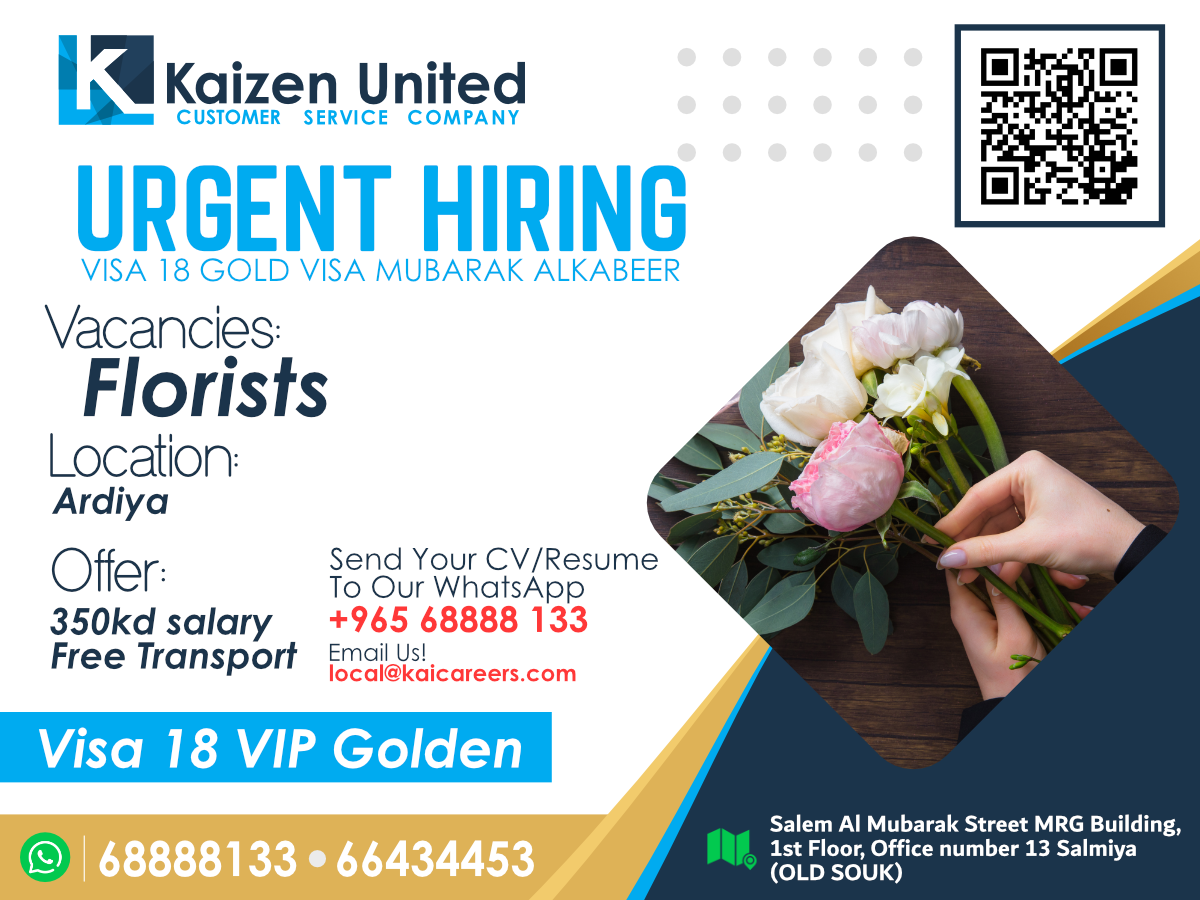 Kaizen United
CUSTOMER SERVICE COMPANY
URGENT HIRING
VISA 18 GOLD VISA MUBARAK ALKABEER
Vacancies:
Florists
Location:
Ardiya
Offer:
350kd salary
Free Transport
Send Your CV/Resume
To Our WhatsApp
+965 68888 133
Email Us!
local@kaicareers.com
Visa 18 VIP Golden
68888133 • 66434453
Salem Al Mubarak Street MRG Building,
1st Floor, Office number 13 Salmiya
(OLD SOUK)